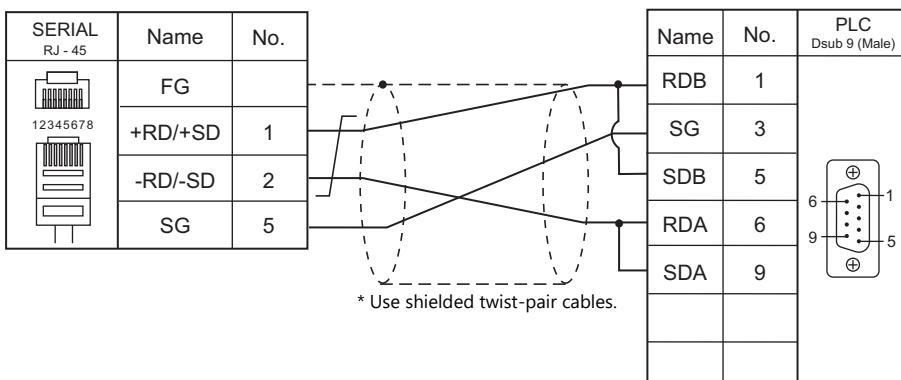 SERIAL
RJ - 45
Name
No.
12345678
FG
+RD/+SD
1
-RD/-SD
2
SG
5
* Use shielded twist-pair cables.
Name
No.
PLC
Dsub 9 (Male)
RDB
1
SG
3
SDB
5
RDA
6
SDA
9
6
1
9
5